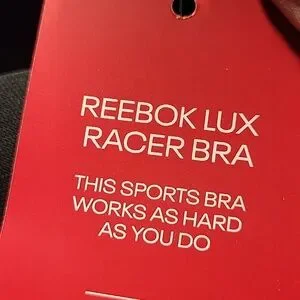 REEBOK LUX
RACER BRA
THIS SPORTS BRA
WORKS AS HARD
AS YOU DO